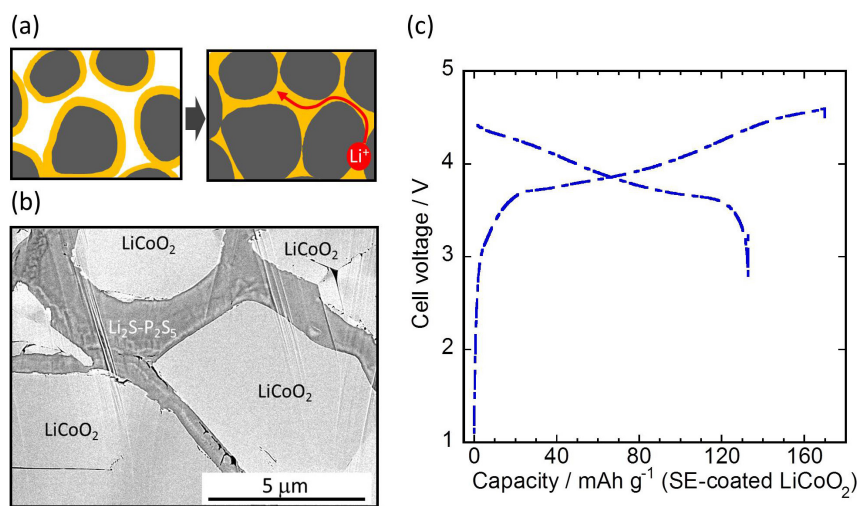 (a)
Li⁺
(b)
LiCoO₂
LiCoO₂
Li₂S-P₂S₅
LiCoO₂
LiCoO₂
5 μm
(c)
Cell voltage / V
5
4
3
2
1
0 40 80 120 160
Capacity / mAh g⁻¹ (SE-coated LiCoO₂)